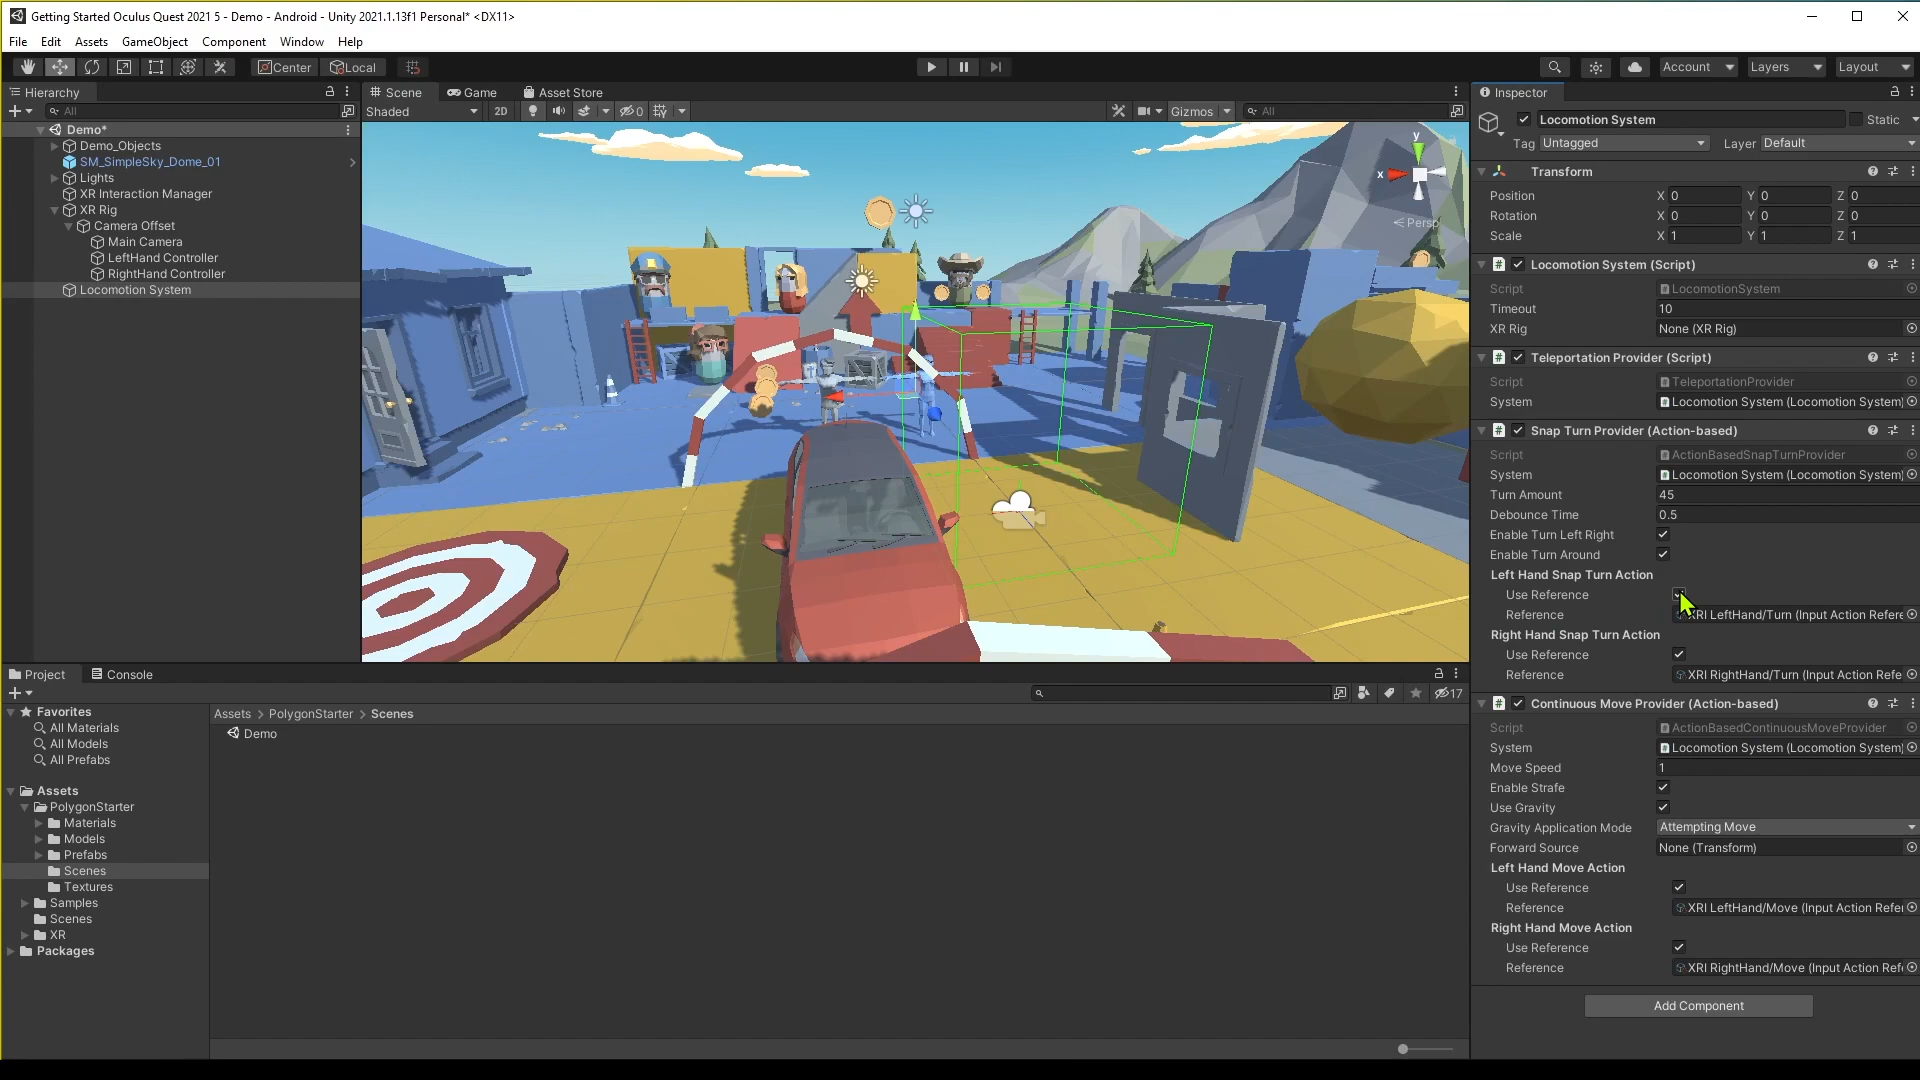 Getting Started Oculus Quest 2021 5 - Demo - Android - Unity 2021.1.13f1 Personal* <DX11>
File Edit Assets GameObject Component Window Help
Center Local Account Layers Layout
Hierarchy
All
Demo*
Demo_Objects
SM_SimpleSky_Dome_01
Lights
XR Interaction Manager
XR Rig
Camera Offset
Main Camera
LeftHand Controller
RightHand Controller
Locomotion System
Scene Game Asset Store
Shaded 2D 0 Gizmos All
y
x
Persp
Inspector
Locomotion System Static
Tag Untagged Layer Default
Transform
Position X 0 Y 0 Z 0
Rotation X 0 Y 0 Z 0
Scale X 1 Y 1 Z 1
Locomotion System (Script)
Script LocomotionSystem
Timeout 10
XR Rig None (XR Rig)
Teleportation Provider (Script)
Script TeleportationProvider
System Locomotion System (Locomotion System)
Snap Turn Provider (Action-based)
Script ActionBasedSnapTurnProvider
System Locomotion System (Locomotion System)
Turn Amount 45
Debounce Time 0.5
Enable Turn Left Right
Enable Turn Around
Left Hand Snap Turn Action
Use Reference
Reference XRI LeftHand/Turn (Input Action Refere
Right Hand Snap Turn Action
Use Reference
Reference XRI RightHand/Turn (Input Action Refe
Continuous Move Provider (Action-based)
Script ActionBasedContinuousMoveProvider
System Locomotion System (Locomotion System)
Move Speed 1
Enable Strafe
Use Gravity
Gravity Application Mode Attempting Move
Forward Source None (Transform)
Left Hand Move Action
Use Reference
Reference XRI LeftHand/Move (Input Action Refer
Right Hand Move Action
Use Reference
Reference XRI RightHand/Move (Input Action Refe
Add Component
Project Console
17
Favorites
All Materials
All Models
All Prefabs
Assets
PolygonStarter
Materials
Models
Prefabs
Scenes
Textures
Samples
Scenes
XR
Packages
Assets > PolygonStarter > Scenes
Demo